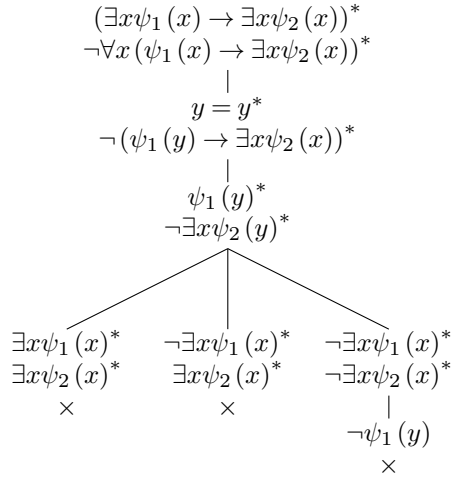 (∃xψ₁(x) → ∃xψ₂(x))*
¬∀x(ψ₁(x) → ∃xψ₂(x))*
y = y*
¬(ψ₁(y) → ∃xψ₂(x))*
ψ₁(y)*
¬∃xψ₂(y)*
∃xψ₁(x)* ¬∃xψ₁(x)* ¬∃xψ₁(x)*
∃xψ₂(x)* ∃xψ₂(x)* ¬∃xψ₂(x)*
× ×
¬ψ₁(y)
×